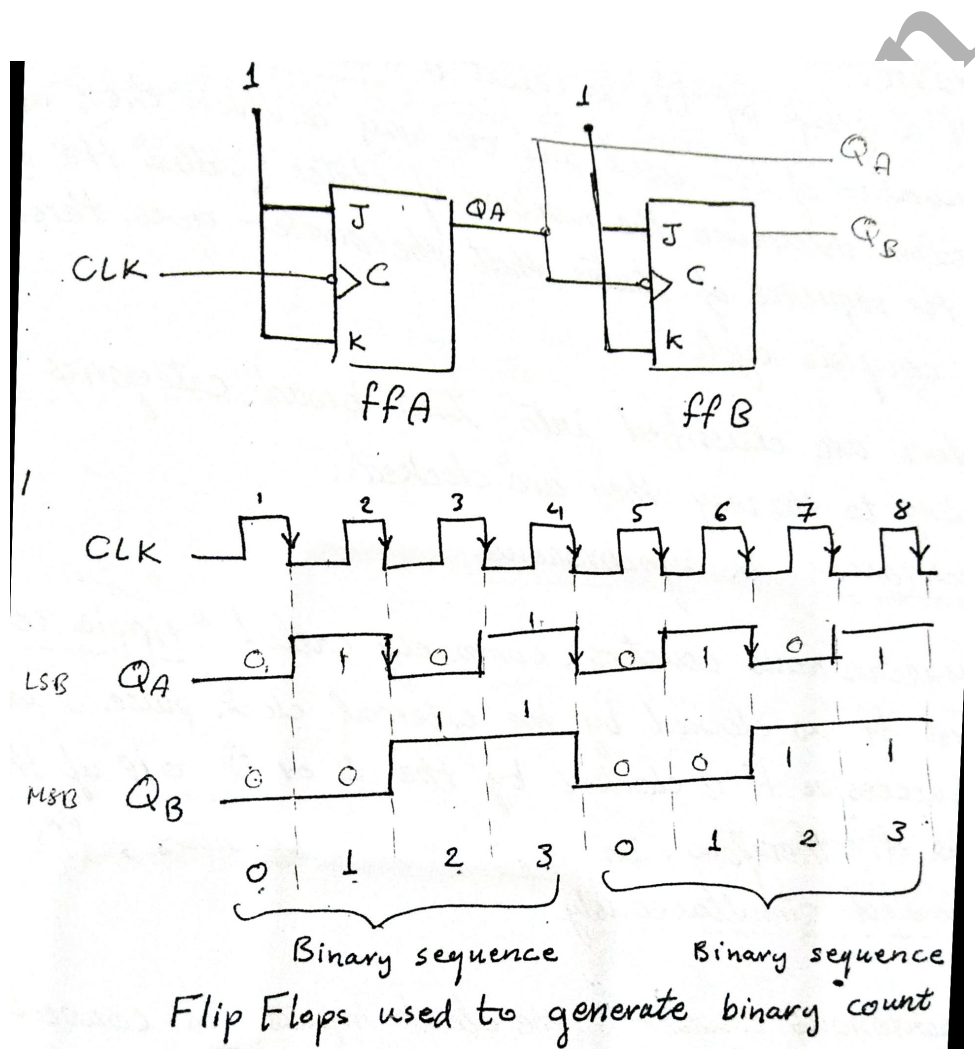 1 1
QA
QB
J QA J
CLK C C
K K
ffA ffB
1 2 3 4 5 6 7 8
CLK
LSB QA 0 1 0 1 0 1 0 1
MSB QB 0 0 1 1 0 0 1 1
0 1 2 3 0 1 2 3
Binary sequence Binary sequence
Flip Flops used to generate binary count